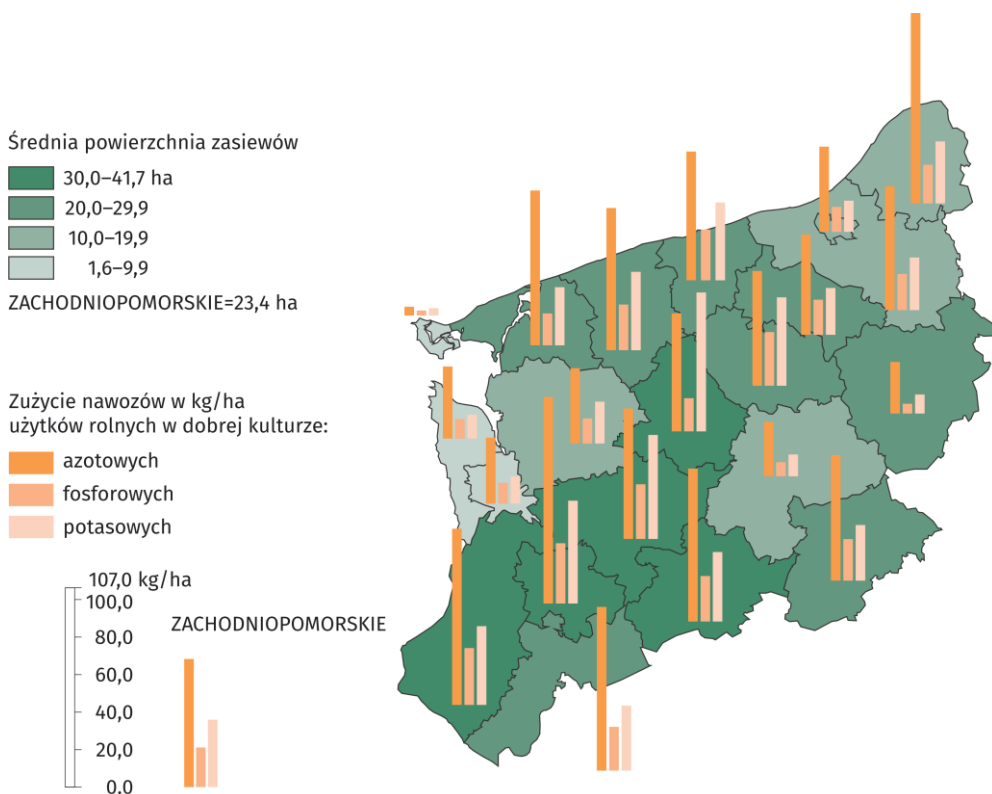 Średnia powierzchnia zasiewów
30,0–41,7 ha
20,0–29,9
10,0–19,9
1,6–9,9
ZACHODNIOPOMORSKIE=23,4 ha
Zużycie nawozów w kg/ha
użytków rolnych w dobrej kulturze:
azotowych
fosforowych
potasowych
107,0 kg/ha
100,0
80,0
ZACHODNIOPOMORSKIE
60,0
40,0
20,0
0,0